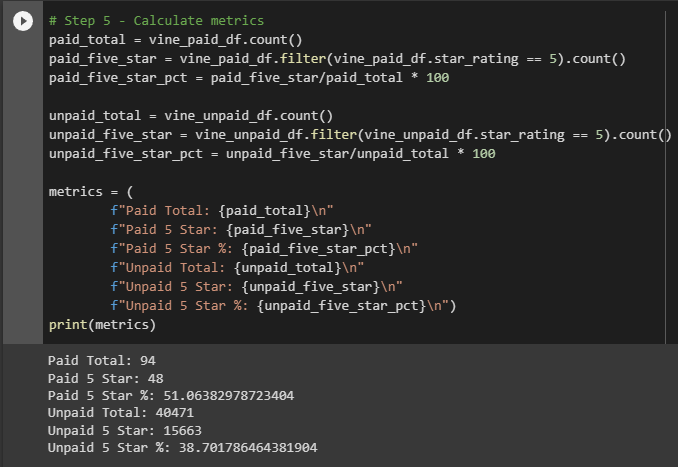 # Step 5 - Calculate metrics
paid_total = vine_paid_df.count()
paid_five_star = vine_paid_df.filter(vine_paid_df.star_rating == 5).count()
paid_five_star_pct = paid_five_star/paid_total * 100
unpaid_total = vine_unpaid_df.count()
unpaid_five_star = vine_unpaid_df.filter(vine_unpaid_df.star_rating == 5).count()
unpaid_five_star_pct = unpaid_five_star/unpaid_total * 100
metrics = (
f"Paid Total: {paid_total}\n"
f"Paid 5 Star: {paid_five_star}\n"
f"Paid 5 Star %: {paid_five_star_pct}\n"
f"Unpaid Total: {unpaid_total}\n"
f"Unpaid 5 Star: {unpaid_five_star}\n"
f"Unpaid 5 Star %: {unpaid_five_star_pct}\n")
print(metrics)
Paid Total: 94
Paid 5 Star: 48
Paid 5 Star %: 51.06382978723404
Unpaid Total: 40471
Unpaid 5 Star: 15663
Unpaid 5 Star %: 38.701786464381904